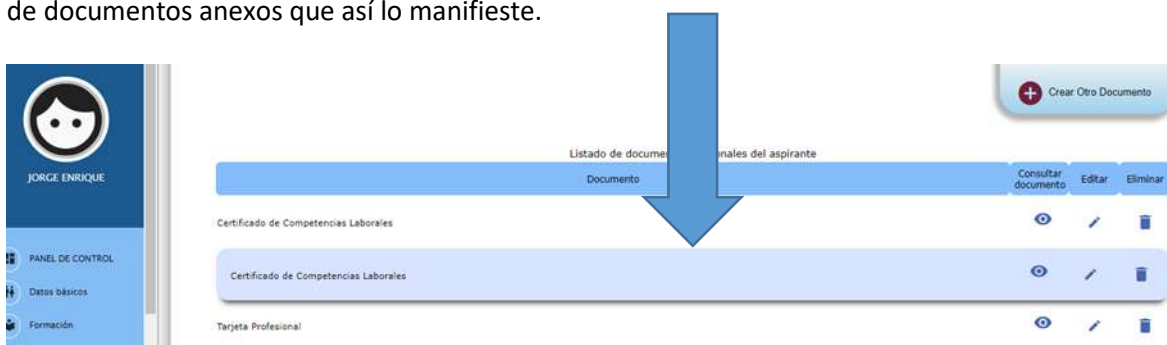 de documentos anexos que así lo manifieste.
Crear Otro Documento
JORGE ENRIQUE
Listado de docume nales del aspirante
Documento
Consultar documento
Editar
Eliminar
Certificado de Competencias Laborales
PANEL DE CONTROL
Certificado de Competencias Laborales
Datos básicos
Formación
Tarjeta Profesional